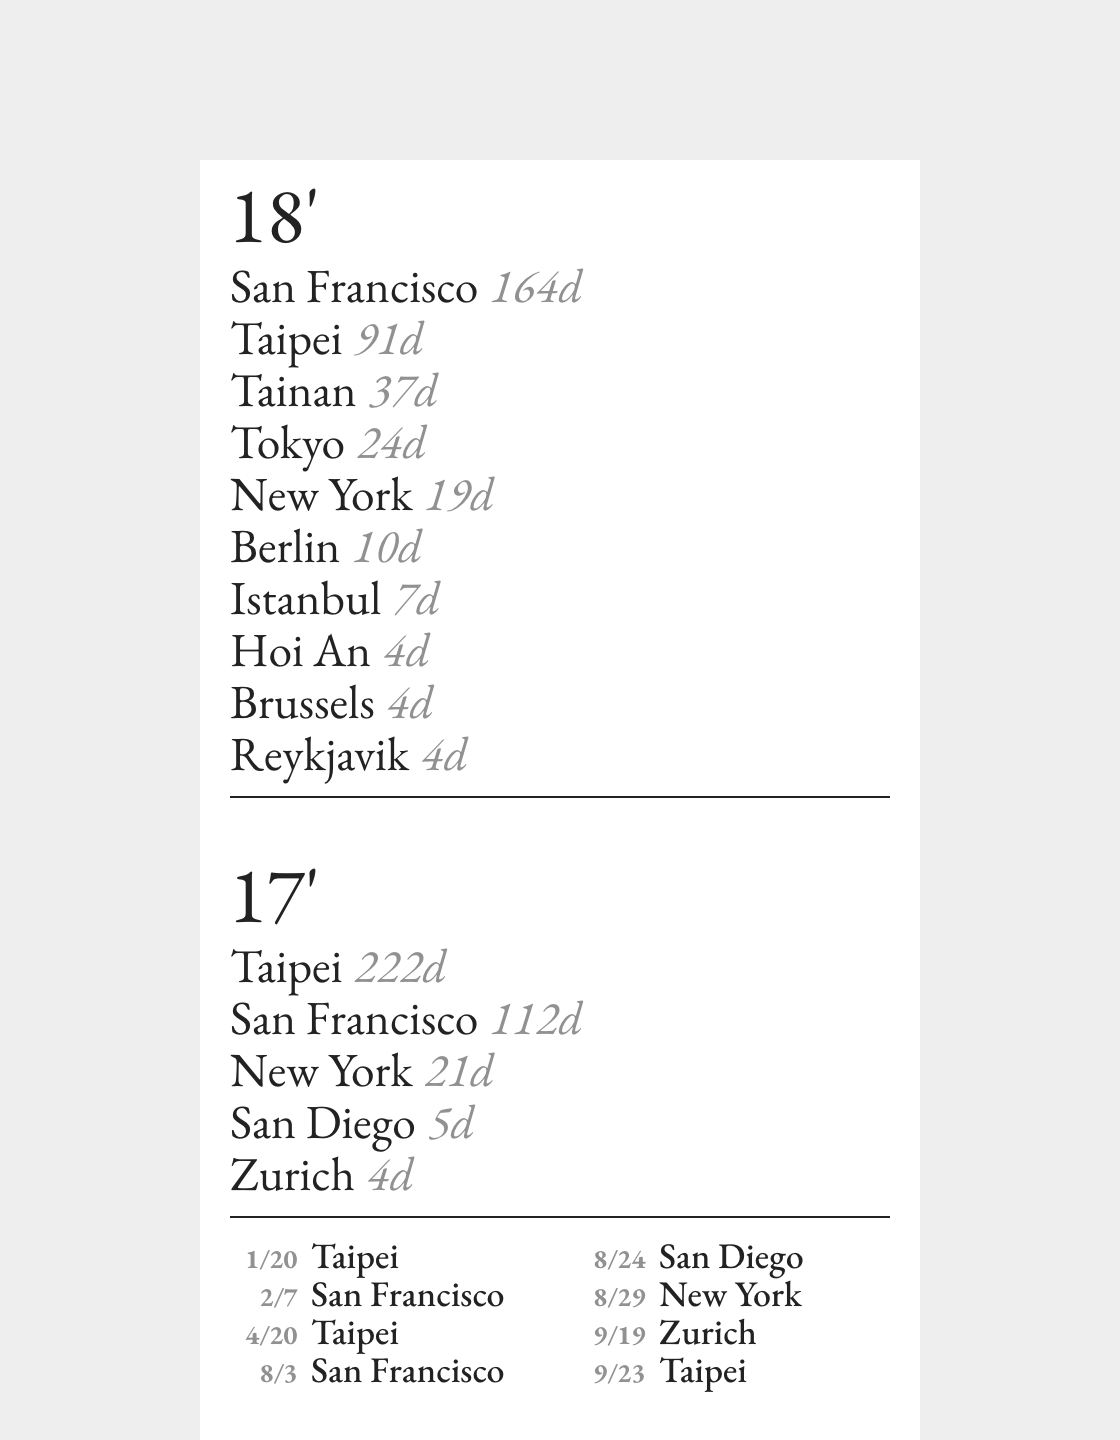 18'
San Francisco 164d
Taipei 91d
Tainan 37d
Tokyo 24d
New York 19d
Berlin 10d
Istanbul 7d
Hoi An 4d
Brussels 4d
Reykjavik 4d
17'
Taipei 222d
San Francisco 112d
New York 21d
San Diego 5d
Zurich 4d
1/20 Taipei
2/7 San Francisco
4/20 Taipei
8/3 San Francisco
8/24 San Diego
8/29 New York
9/19 Zurich
9/23 Taipei